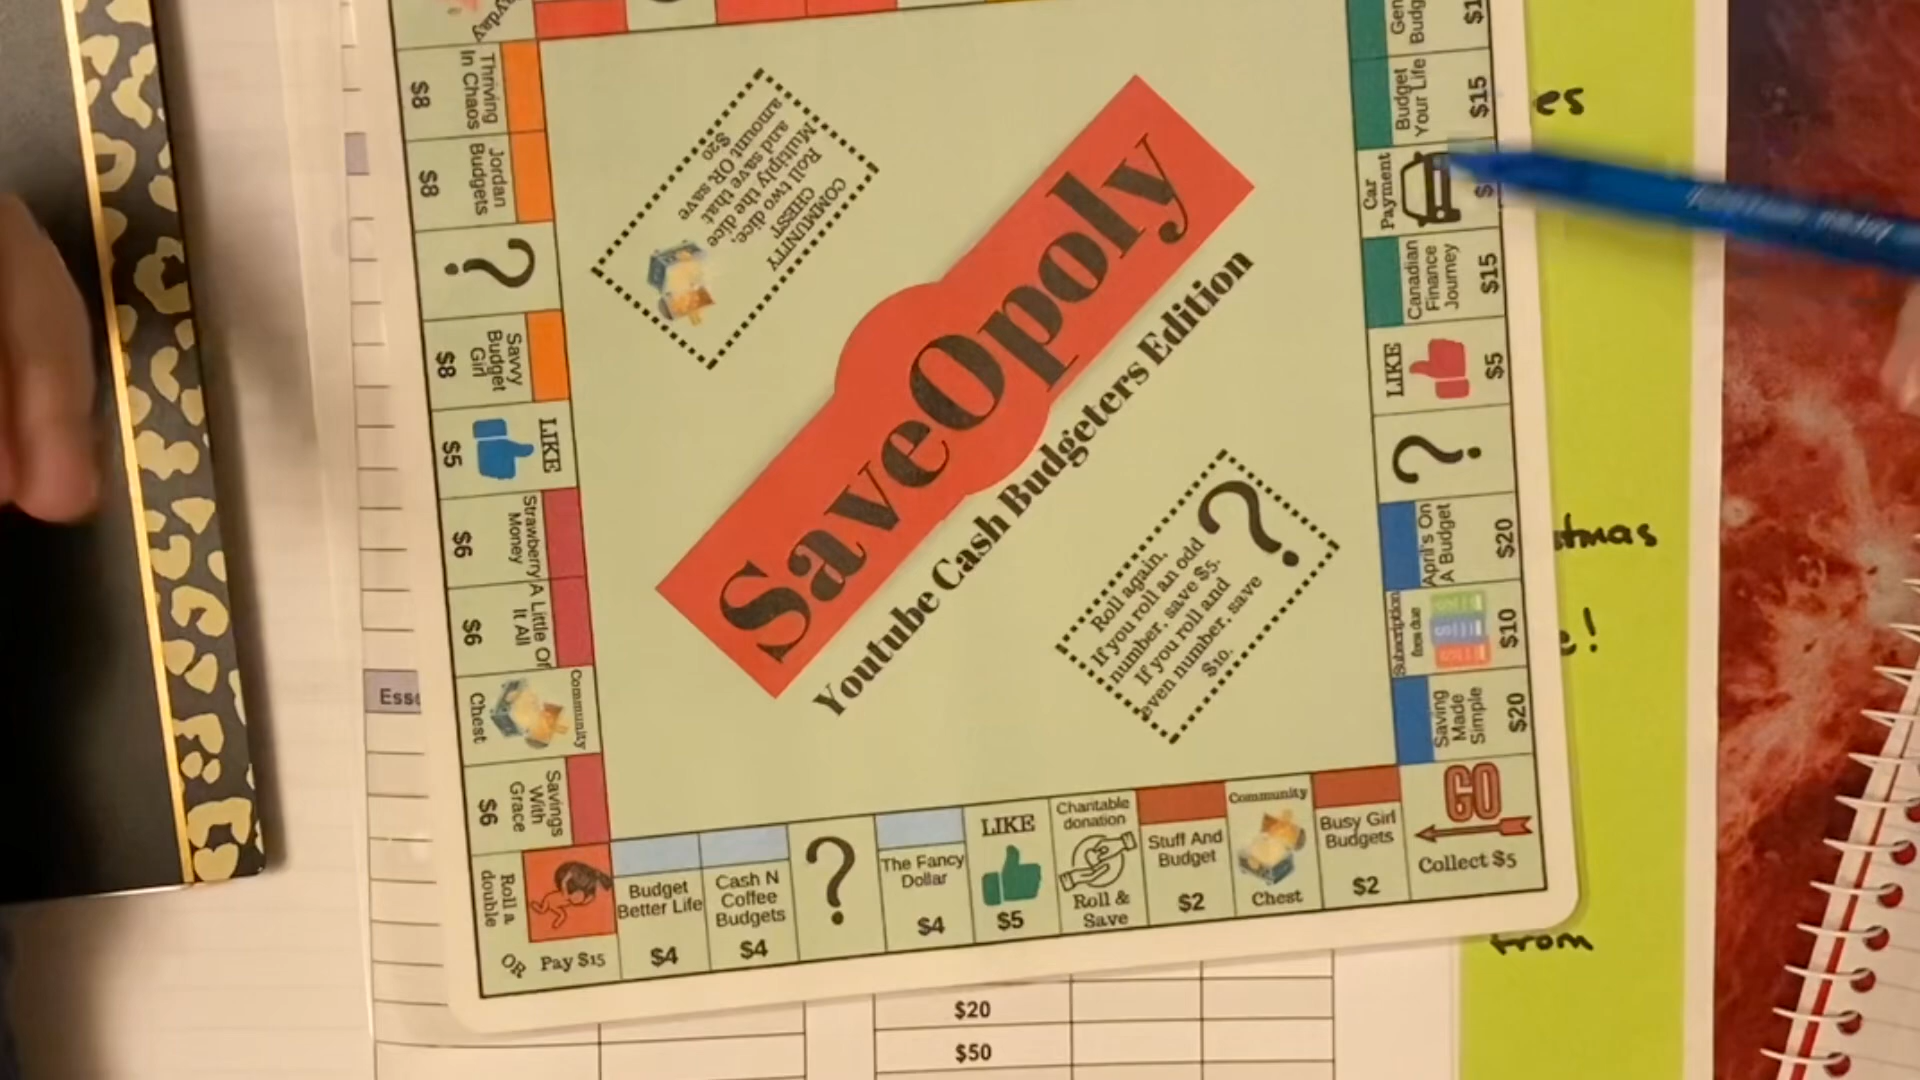 Thriving
In Chaos
$8
Jordan
Budgets
$8
?
Savvy
Budget
Girl
$8
LIKE
$5
Strawberry
Money
$6
A Little Of
It All
$6
Community
Chest
Savings
With
Grace
$6
Roll a
double
OR
Pay $15
Budget
Better Life
$4
Cash N
Coffee
Budgets
$4
?
The Fancy
Dollar
$4
LIKE
$5
Charitable
donation
Roll &
Save
Stuff And
Budget
$2
Community
Chest
Busy Girl
Budgets
$2
GO
Collect $5
Saving
Made
Simple
$20
Subscription
fees due
$10
April's On
A Budget
$20
?
LIKE
$5
Canadian
Finance
Journey
$15
Car
Payment
Budget
Your Life
$15
COMMUNITY
CHEST
Roll two dice.
Multiply the dice
and save that
amount OR save
$20
SaveOpoly
Youtube Cash Budgeters Edition
?
Roll again.
If you roll an odd
number, save $5.
If you roll and
even number, save
$10.
from
$20
$50